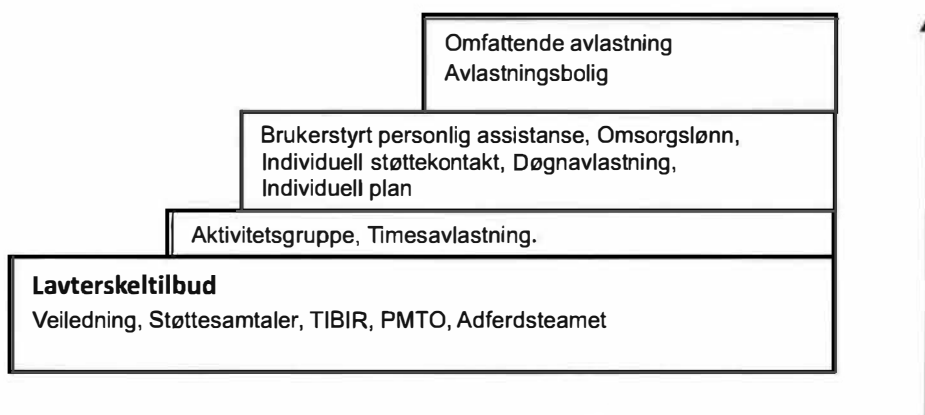 Omfattende avlastning
Avlastningsbolig
Brukerstyrt personlig assistanse, Omsorgslønn,
Individuell støttekontakt, Døgnavlastning,
Individuell plan
Aktivitetsgruppe, Timesavlastning.
Lavterskeltilbud
Veiledning, Støttesamtaler, TIBIR, PMTO, Adferdsteamet